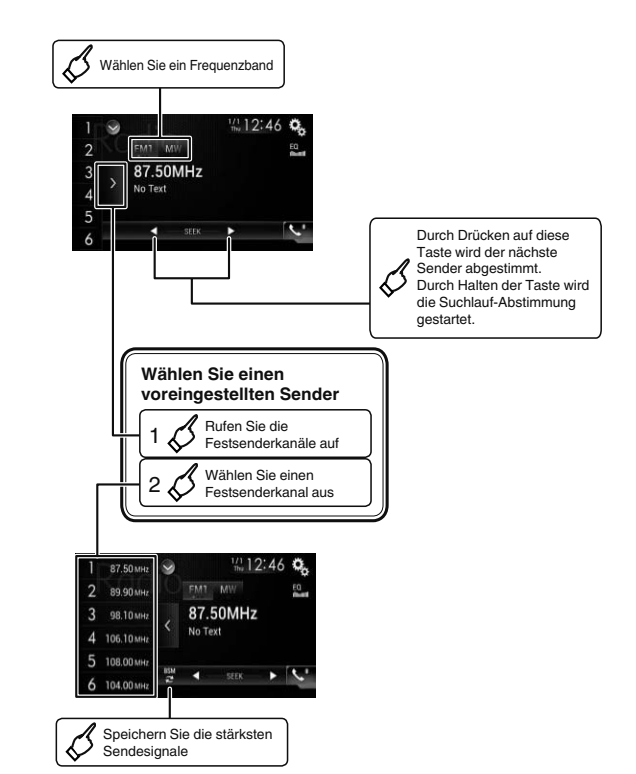 Wählen Sie ein Frequenzband
1
2
3
4
5
6
Radio
1/1
Thu
12:46
FM1 MW
EQ
87.50MHz
No Text
SEEK
Durch Drücken auf diese
Taste wird der nächste
Sender abgestimmt.
Durch Halten der Taste wird
die Suchlauf-Abstimmung
gestartet.
Wählen Sie einen
voreingestellten Sender
1 Rufen Sie die
Festsenderkanäle auf
2 Wählen Sie einen
Festsenderkanal aus
1 87.50MHz
2 89.90MHz
3 98.10MHz
4 106.10MHz
5 108.00MHz
6 104.00MHz
Radio
1/1
Thu
12:46
FM1 MW
EQ
87.50MHz
No Text
BSM
SEEK
Speichern Sie die stärksten
Sendesignale